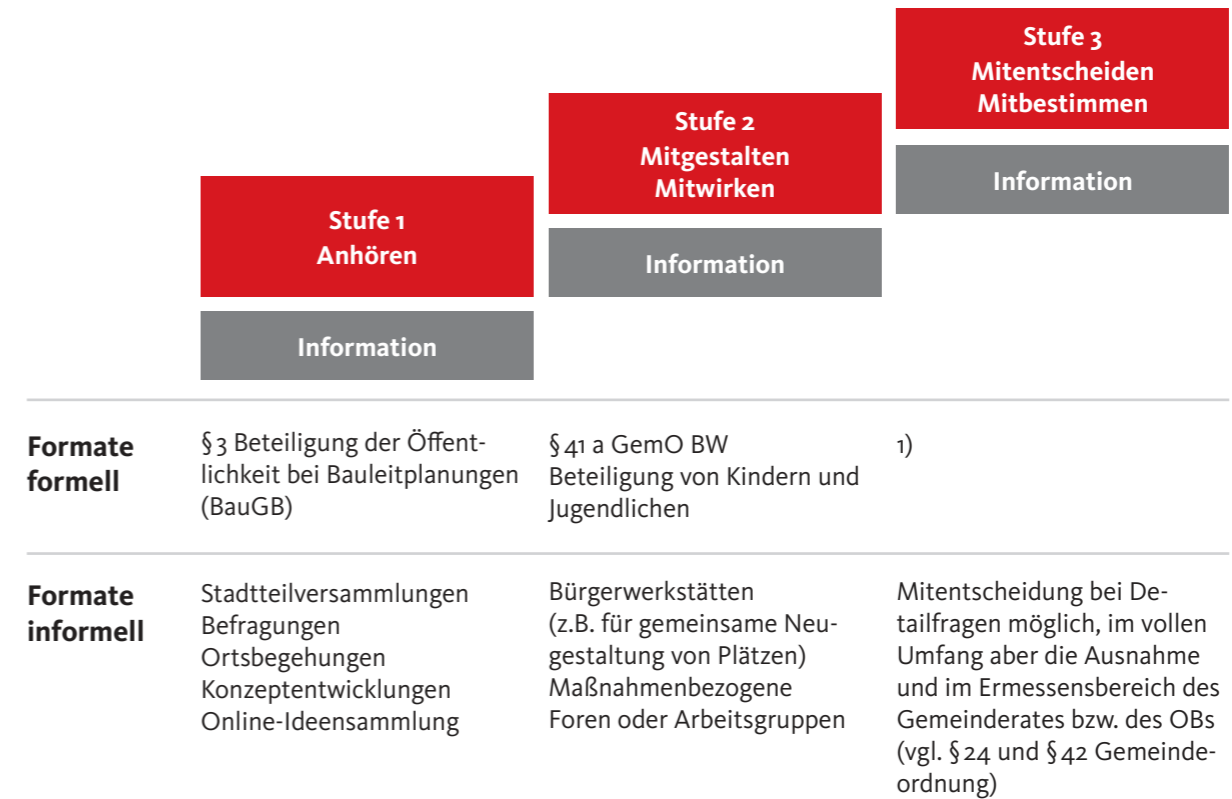 Stufe 3
Mitentscheiden
Mitbestimmen
Information
Stufe 2
Mitgestalten
Mitwirken
Information
Stufe 1
Anhören
Information
Formate
formell
§ 3 Beteiligung der Öffent-
lichkeit bei Bauleitplanungen
(BauGB)
§ 41 a GemO BW
Beteiligung von Kindern und
Jugendlichen
1)
Formate
informell
Stadtteilversammlungen
Befragungen
Ortsbegehungen
Konzeptentwicklungen
Online-Ideensammlung
Bürgerwerkstätten
(z.B. für gemeinsame Neu-
gestaltung von Plätzen)
Maßnahmenbezogene
Foren oder Arbeitsgruppen
Mitentscheidung bei De-
tailfragen möglich, im vollen
Umfang aber die Ausnahme
und im Ermessensbereich des
Gemeinderates bzw. des OBs
(vgl. § 24 und § 42 Gemeinde-
ordnung)